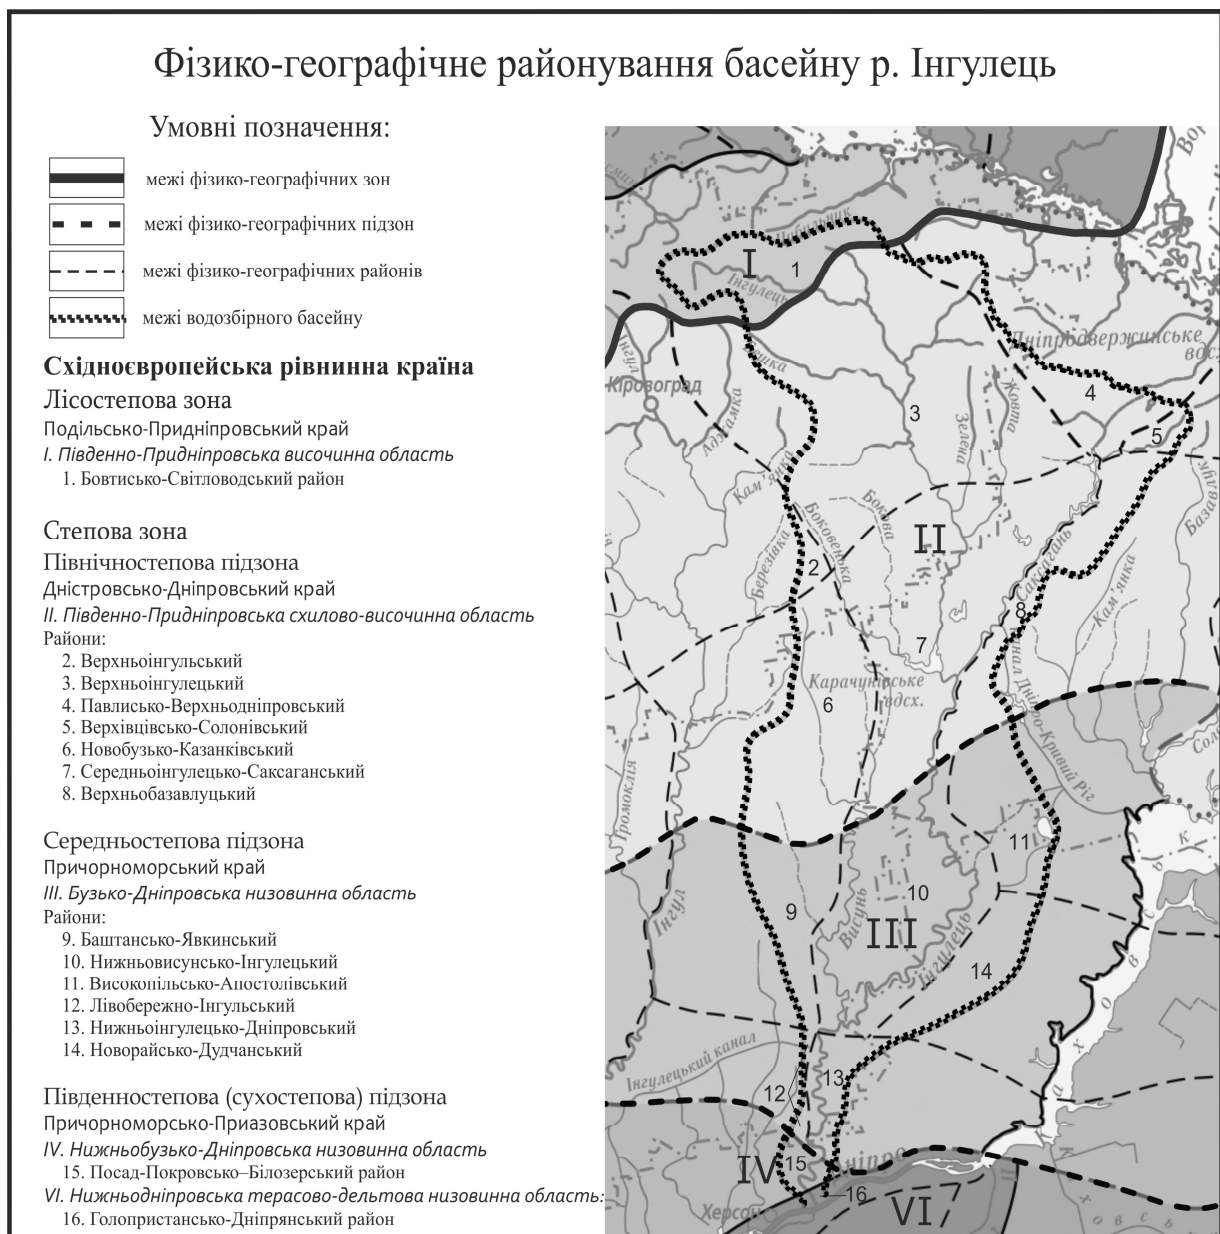 Фізико-географічне районування басейну р. Інгулець
Умовні позначення:
межі фізико-географічних зон
межі фізико-географічних підзон
межі фізико-географічних районів
межі водозбірного басейну
Східноєвропейська рівнинна країна
Лісостепова зона
Подільсько-Придніпровський край
І. Південно-Придніпровська височинна область
1. Бовтисько-Світловодський район
Степова зона
Північностепова підзона
Дністровсько-Дніпровський край
ІІ. Південно-Придніпровська схилово-височинна область
Райони:
2. Верхньоінгульський
3. Верхньоінгулецький
4. Павлисько-Верхньодніпровський
5. Верхівцівсько-Солонівський
6. Новобузько-Казанківський
7. Середньоінгулецько-Саксаганський
8. Верхньобазавлуцький
Середньостепова підзона
Причорноморський край
ІІІ. Бузько-Дніпровська низовинна область
Райони:
9. Баштансько-Явкинський
10. Нижньовисунсько-Інгулецький
11. Високопільсько-Апостолівський
12. Лівобережно-Інгульський
13. Нижньоінгулецько-Дніпровський
14. Новорайсько-Дудчанський
Південностепова (сухостепова) підзона
Причорноморсько-Приазовський край
IV. Нижньобузько-Дніпровська низовинна область
15. Посад-Покровсько–Білозерський район
VI. Нижньодніпровська терасово-дельтова низовинна область:
16. Голопристансько-Дніпрянський район
Вор
I
1
Інгулець
Дніпродзержинське
вдсх.
Інгул
Кіровоград
Аджамка
3
Зелена
Жовта
4
5
Кам'янка
Боковенька
Бокова
II
Березівка
2
Саксагань
Базавлук
Кам'янка
8
7
Карачунівське
вдсх.
6
Дніпро-Кривий Ріг
Громоклія
11
10
9
Висунь
III
Інгулець
14
Інгул
Інгулецький канал
12
13
IV
15
Дніпро
16
VI
Херсон